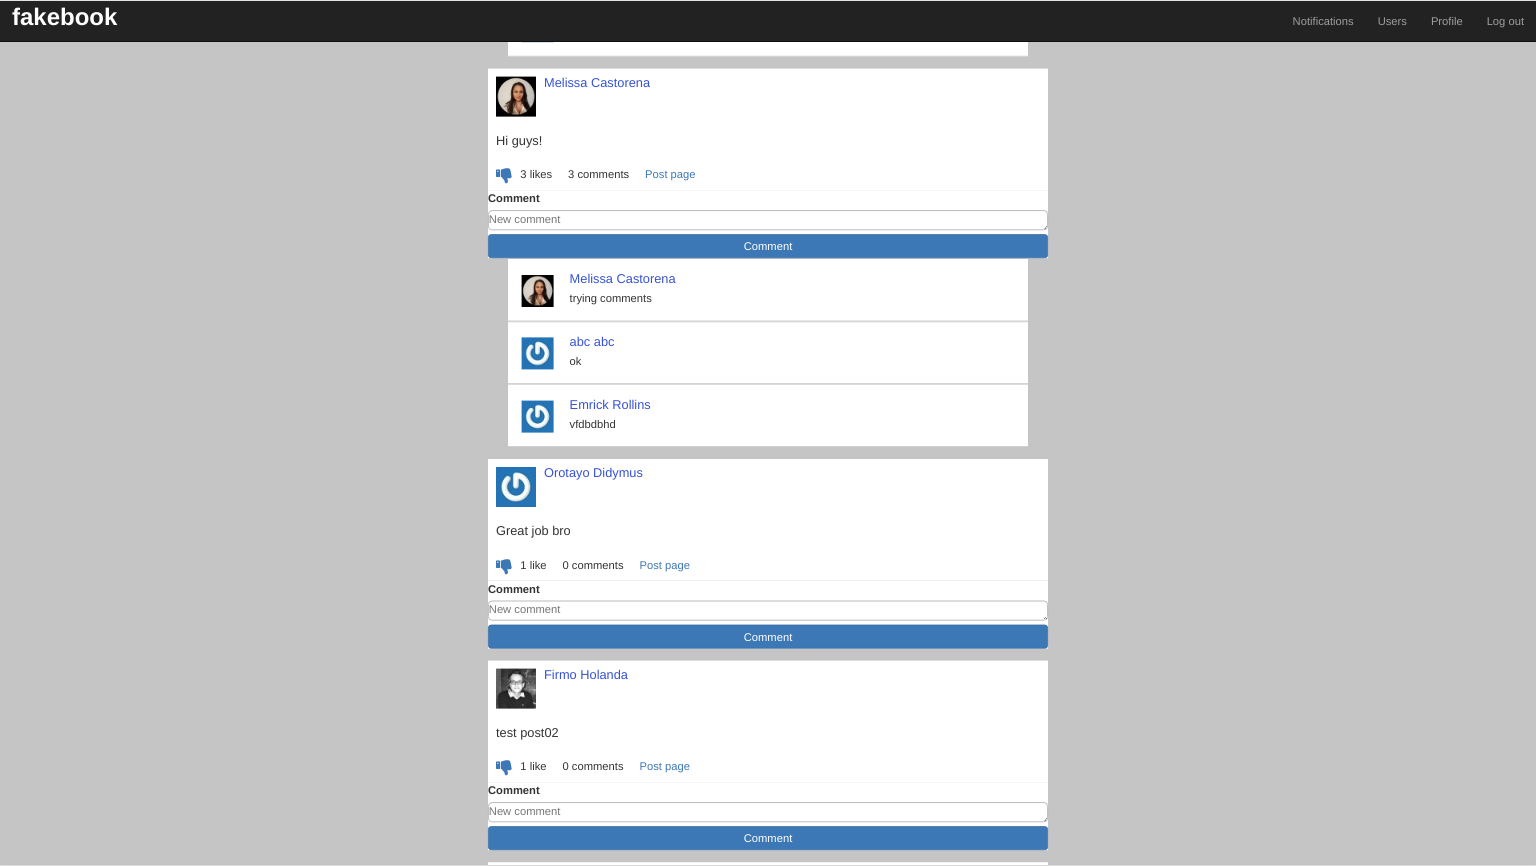 fakebook
Notifications Users Profile Log out
Melissa Castorena
Hi guys!
3 likes 3 comments Post page
Comment
New comment
Comment
Melissa Castorena
trying comments
abc abc
ok
Emrick Rollins
vfdbdbhd
Orotayo Didymus
Great job bro
1 like 0 comments Post page
Comment
New comment
Comment
Firmo Holanda
test post02
1 like 0 comments Post page
Comment
New comment
Comment